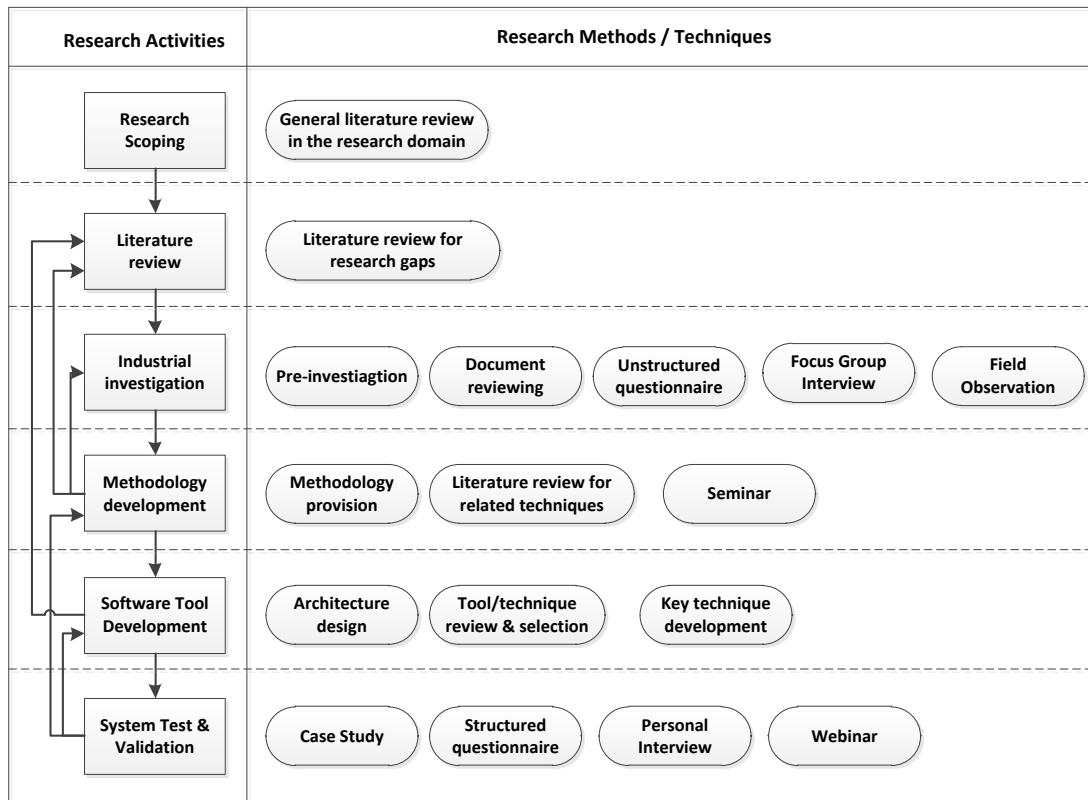 Research Activities
Research Methods / Techniques
Research
Scoping
General literature review
in the research domain
Literature
review
Literature review for
research gaps
Industrial
investigation
Pre-investiagtion
Document
reviewing
Unstructured
questionnaire
Focus Group
Interview
Field
Observation
Methodology
development
Methodology
provision
Literature review for
related techniques
Seminar
Software Tool
Development
Architecture
design
Tool/technique
review & selection
Key technique
development
System Test &
Validation
Case Study
Structured
questionnaire
Personal
Interview
Webinar